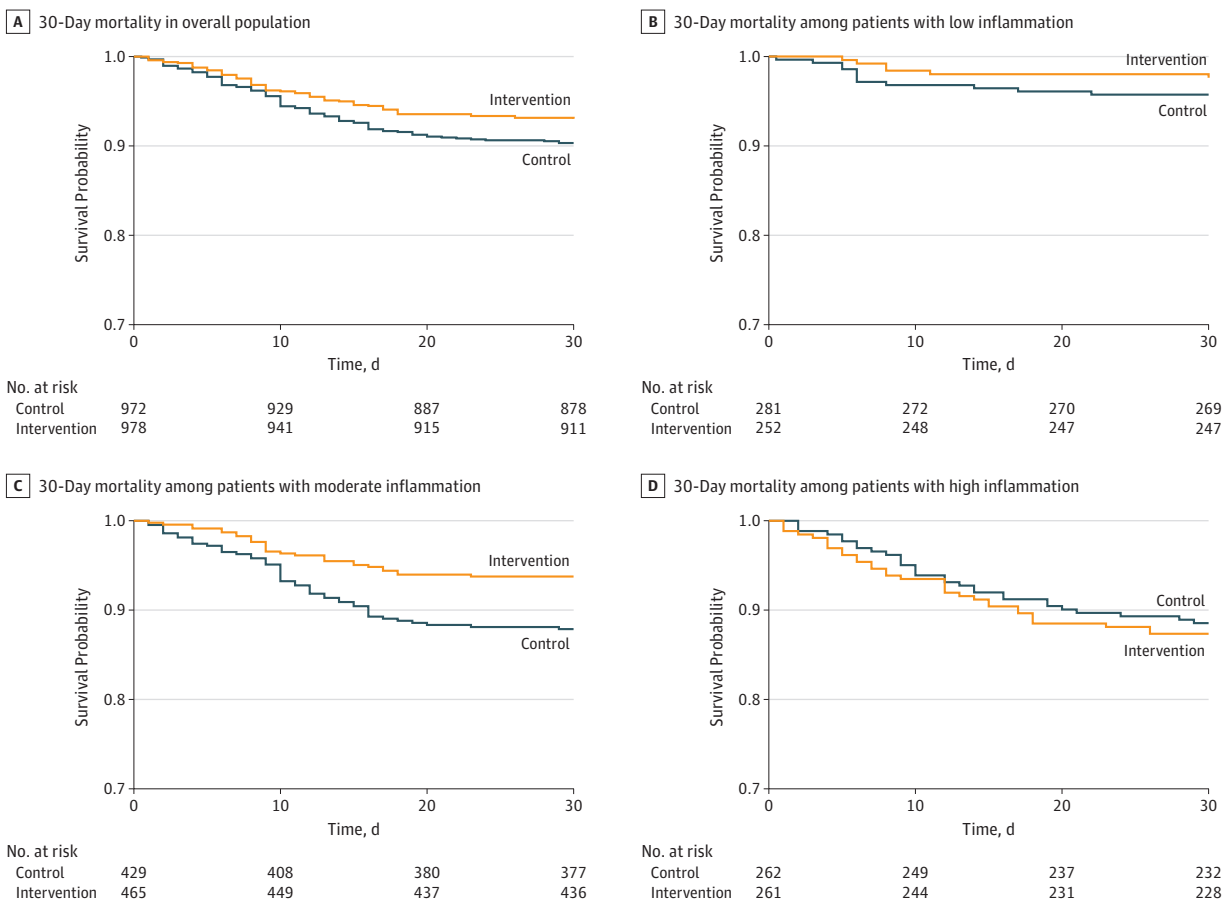 A 30-Day mortality in overall population
1.0
0.9
0.8
0.7
Survival Probability
Intervention
Control
0 10 20 30
Time, d
No. at risk
Control 972 929 887 878
Intervention 978 941 915 911
B 30-Day mortality among patients with low inflammation
1.0
0.9
0.8
0.7
Survival Probability
Intervention
Control
0 10 20 30
Time, d
No. at risk
Control 281 272 270 269
Intervention 252 248 247 247
C 30-Day mortality among patients with moderate inflammation
1.0
0.9
0.8
0.7
Survival Probability
Intervention
Control
0 10 20 30
Time, d
No. at risk
Control 429 408 380 377
Intervention 465 449 437 436
D 30-Day mortality among patients with high inflammation
1.0
0.9
0.8
0.7
Survival Probability
Control
Intervention
0 10 20 30
Time, d
No. at risk
Control 262 249 237 232
Intervention 261 244 231 228